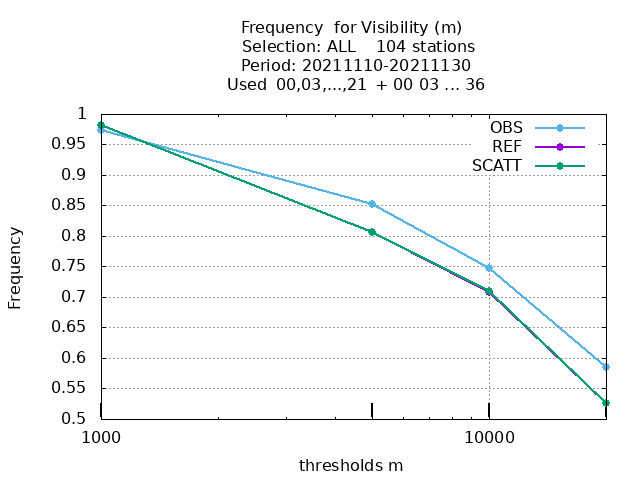 Frequency  for Visibility (m)
Selection: ALL    104 stations
Period: 20211110-20211130
Used  00,03,...,21  + 00 03 ... 36
OBS
REF
SCATT
1
0.95
0.9
0.85
0.8
0.75
0.7
0.65
0.6
0.55
0.5
Frequency
1000
10000
thresholds m